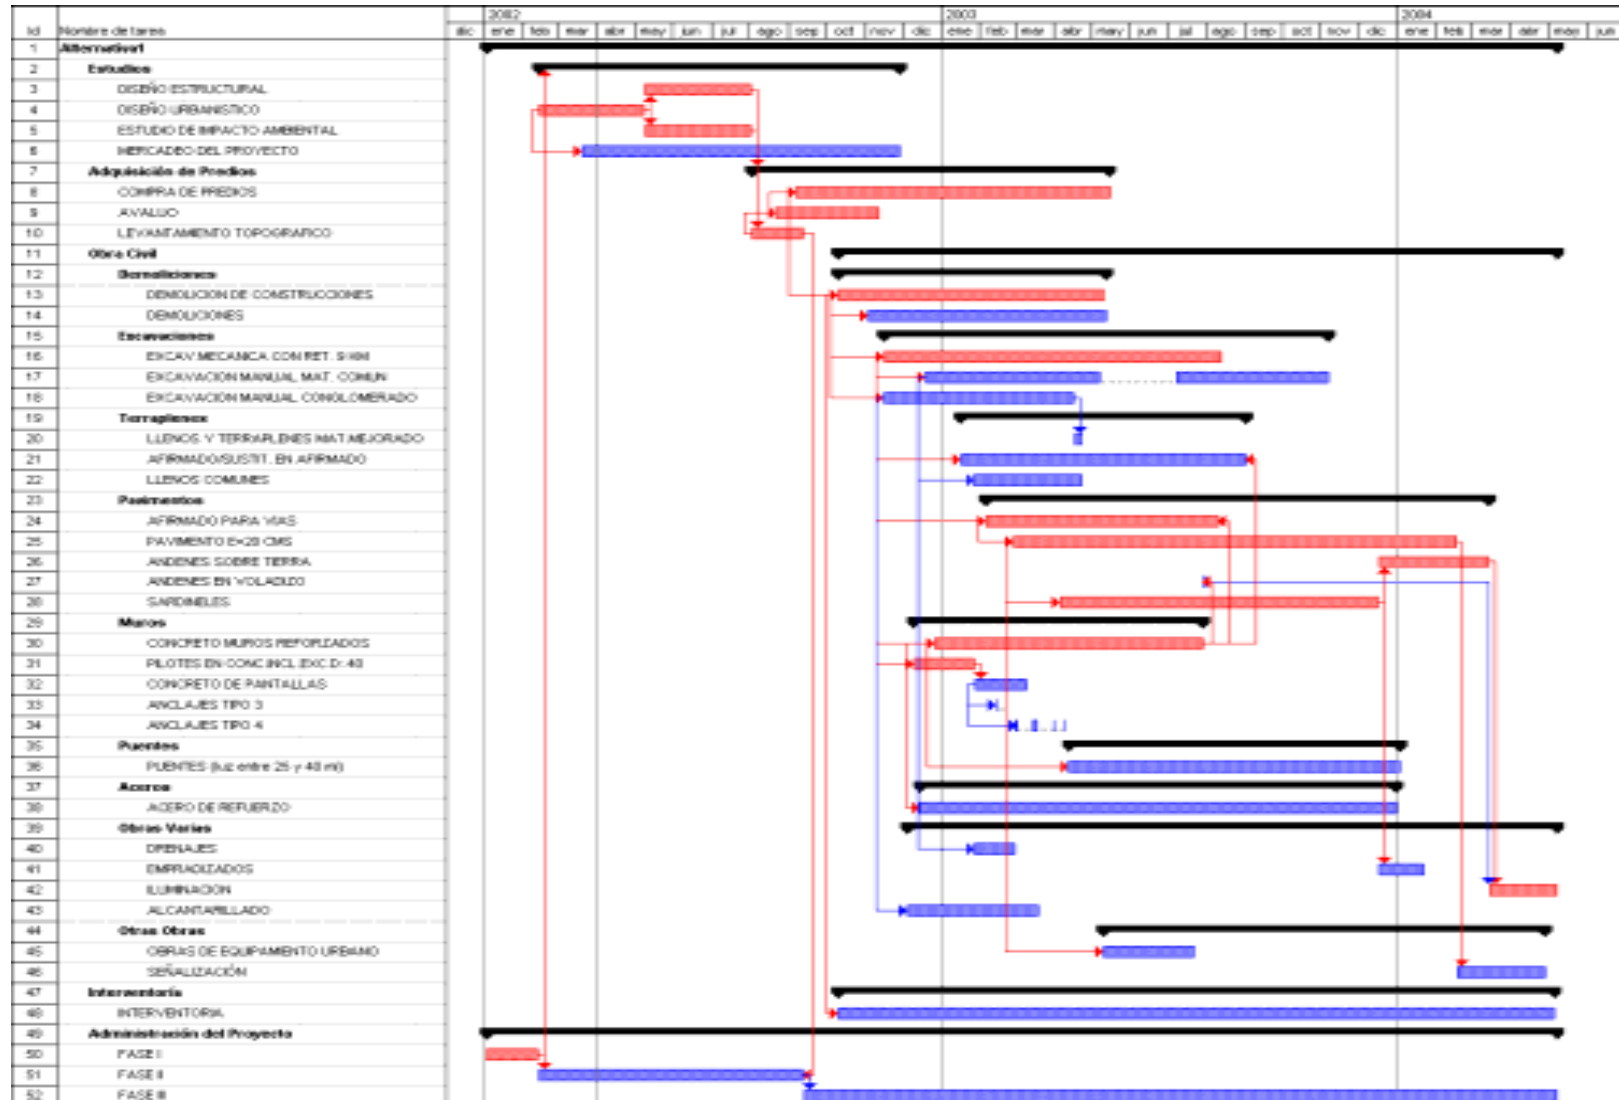 2002 2003 2004
Id Nombre de tarea dic ene feb mar abr may jun jul ago sep oct nov dic ene feb mar abr may jun jul ago sep oct nov dic ene feb mar abr may jun
1 Alternativa1
2 Estudios
3 DISEÑO ESTRUCTURAL
4 DISEÑO URBANISTICO
5 ESTUDIO DE IMPACTO AMBIENTAL
6 MERCADEO DEL PROYECTO
7 Adquisición de Predios
8 COMPRA DE PREDIOS
9 AVALUO
10 LEVANTAMIENTO TOPOGRAFICO
11 Obra Civil
12 Demoliciones
13 DEMOLICION DE CONSTRUCCIONES
14 DEMOLICIONES
15 Excavaciones
16 EXCAV.MECANICA CON RET.
17 EXCAVACION MANUAL MAT. COMUN
18 EXCAVACION MANUAL CONGLOMERADO
19 Terraplenes
20 LLENOS Y TERRAPLENES MAT.MEJORADO
21 AFIRMADO/SUSTIT. EN AFIRMADO
22 LLENOS COMUNES
23 Pavimentos
24 AFIRMADO PARA VIAS
25 PAVIMENTO E=20 CMS
26 ANDENES SOBRE TIERRA
27 ANDENES EN VOLADIZO
28 SARDINELES
29 Muros
30 CONCRETO MUROS REFORZADOS
31 PILOTES EN CONC.INCL.EXC.D: 40
32 CONCRETO DE PANTALLAS
33 ANCLAJES TIPO 3
34 ANCLAJES TIPO 4
35 Puentes
36 PUENTES (luz entre 25 y 40 m)
37 Aceros
38 ACERO DE REFUERZO
39 Obras Varias
40 DRENAJES
41 EMPRADIZADOS
42 ILUMINACION
43 ALCANTARILLADO
44 Otras Obras
45 OBRAS DE EQUIPAMIENTO URBANO
46 SEÑALIZACIÓN
47 Interventoría
48 INTERVENTORIA
49 Administración del Proyecto
50 FASE I
51 FASE II
52 FASE III